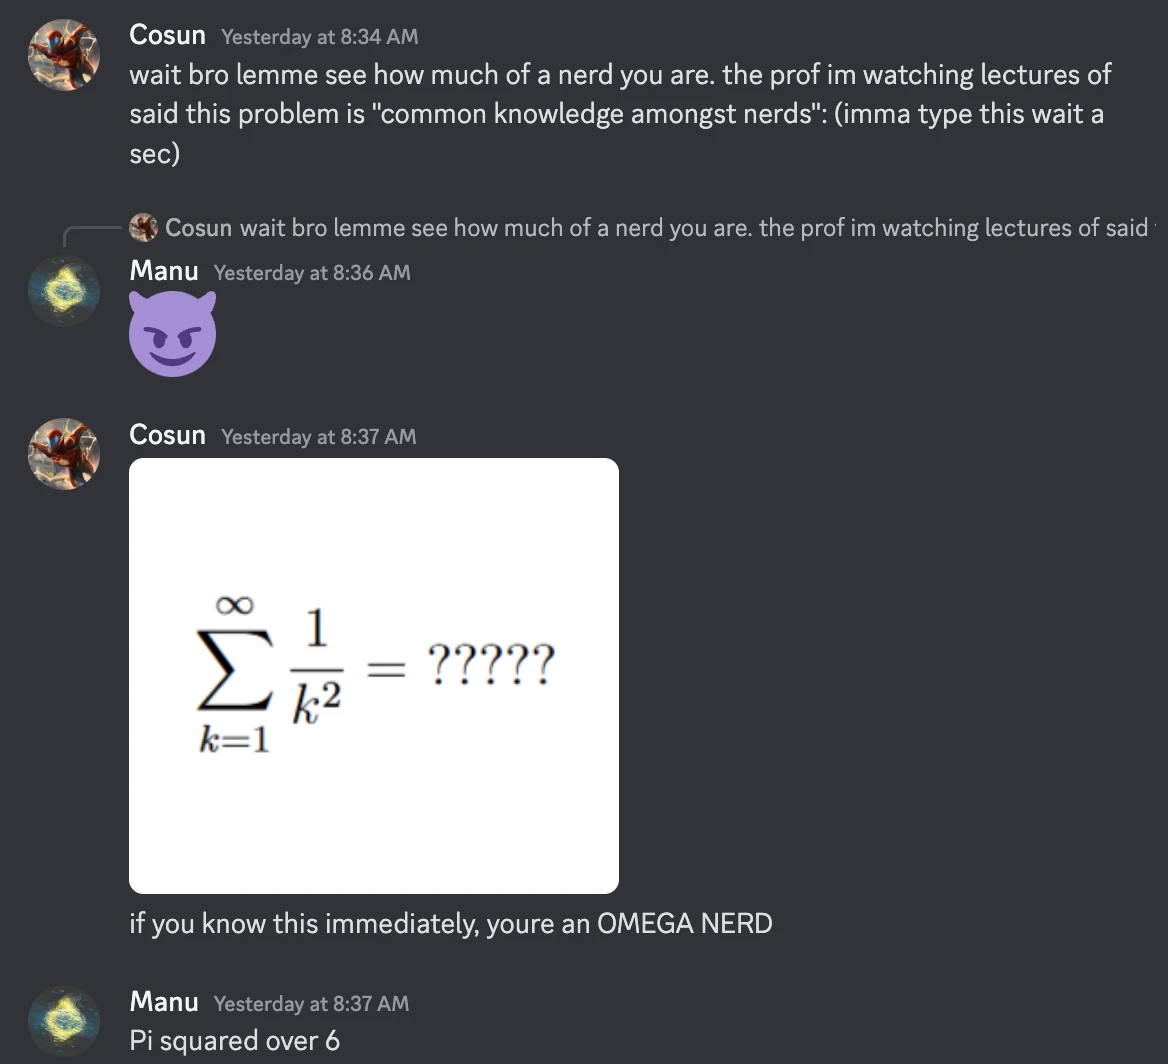 Cosun Yesterday at 8:34 AM
wait bro lemme see how much of a nerd you are. the prof im watching lectures of
said this problem is "common knowledge amongst nerds": (imma type this wait a
sec)
Cosun wait bro lemme see how much of a nerd you are. the prof im watching lectures of said
Manu Yesterday at 8:36 AM
Cosun Yesterday at 8:37 AM
∞
∑ 1/k² = ?????
k=1
if you know this immediately, youre an OMEGA NERD
Manu Yesterday at 8:37 AM
Pi squared over 6